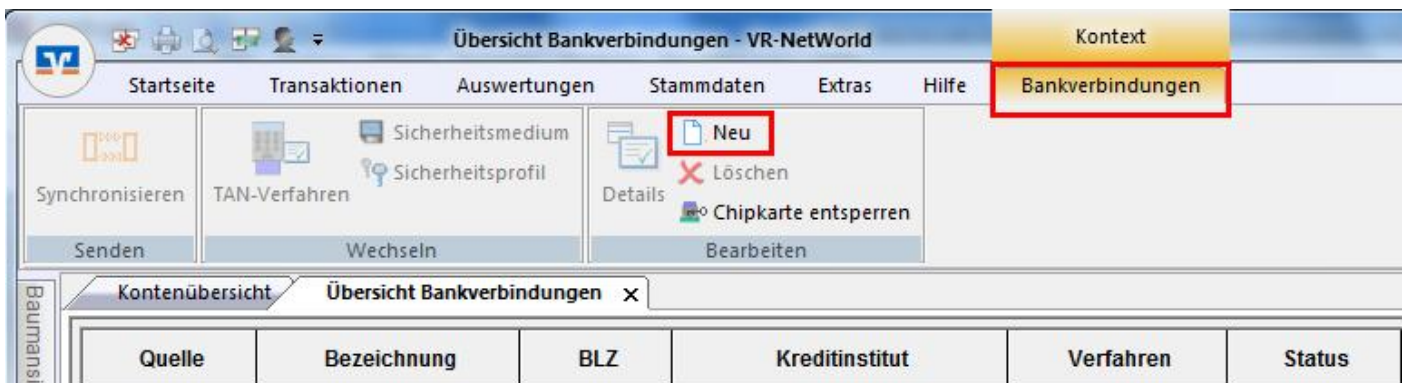 Übersicht Bankverbindungen - VR-NetWorld Kontext
Startseite Transaktionen Auswertungen Stammdaten Extras Hilfe Bankverbindungen
Sicherheitsmedium Neu
Sicherheitsprofil Löschen
Synchronisieren TAN-Verfahren Details Chipkarte entsperren
Senden Wechseln Bearbeiten
Kontenübersicht Übersicht Bankverbindungen x
Quelle Bezeichnung BLZ Kreditinstitut Verfahren Status